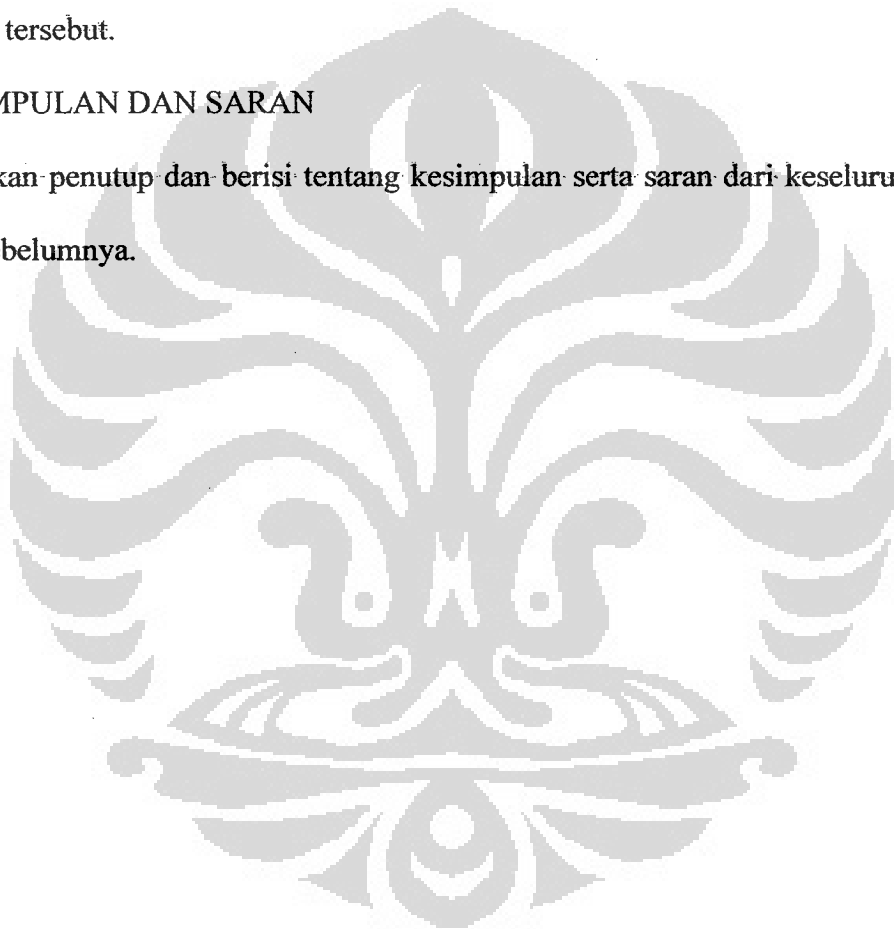 tersebut.
MPULAN DAN SARAN
kan penutup dan berisi tentang kesimpulan serta saran dari keseluru
belumnya.